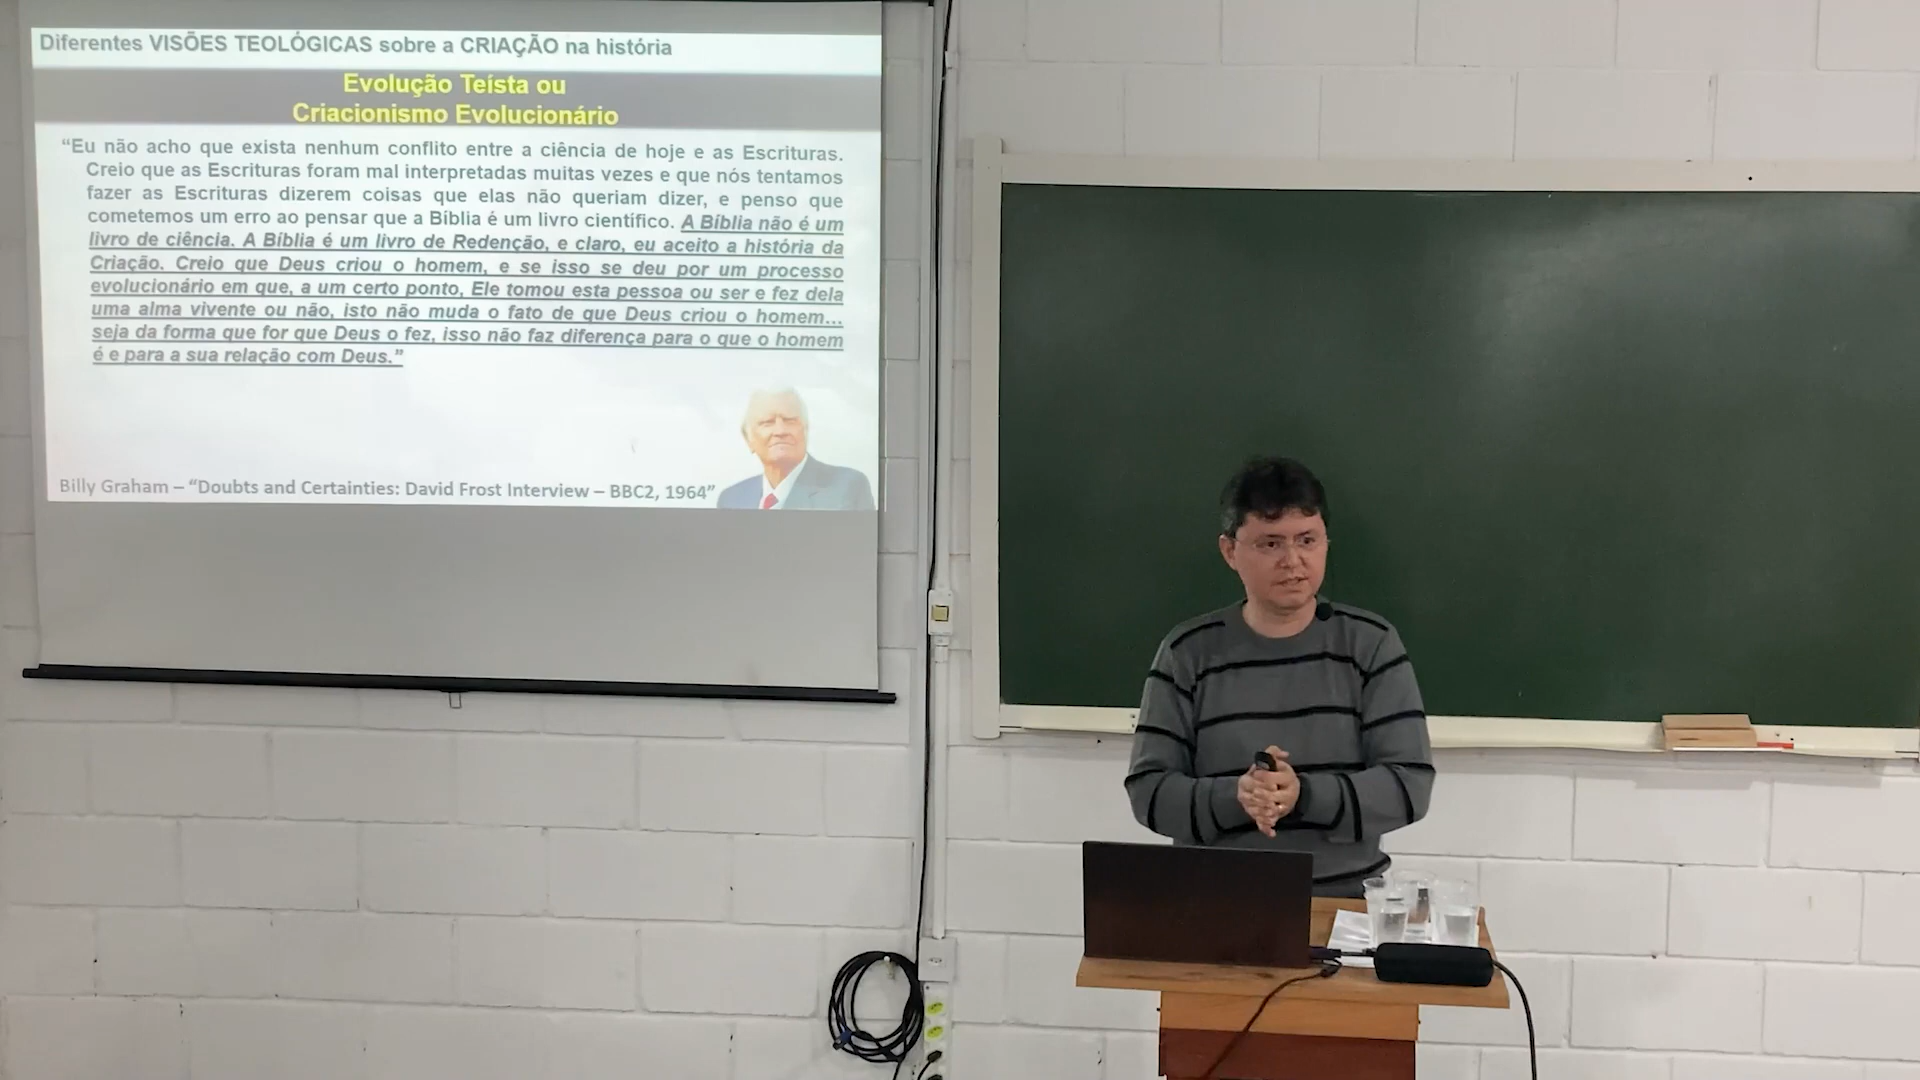 Diferentes VISÕES TEOLÓGICAS sobre a CRIAÇÃO na história
Evolução Teísta ou
Criacionismo Evolucionário
“Eu não acho que exista nenhum conflito entre a ciência de hoje e as Escrituras.
Creio que as Escrituras foram mal interpretadas muitas vezes e que nós tentamos
fazer as Escrituras dizerem coisas que elas não queriam dizer, e penso que
cometemos um erro ao pensar que a Bíblia é um livro científico. A Bíblia não é um
livro de ciência. A Bíblia é um livro de Redenção, e claro, eu aceito a história da
Criação. Creio que Deus criou o homem, e se isso se deu por um processo
evolucionário em que, a um certo ponto, Ele tomou esta pessoa ou ser e fez dela
uma alma vivente ou não, isto não muda o fato de que Deus criou o homem...
seja da forma que for que Deus o fez, isso não faz diferença para o que o homem
é e para a sua relação com Deus.”
Billy Graham – “Doubts and Certainties: David Frost Interview – BBC2, 1964”